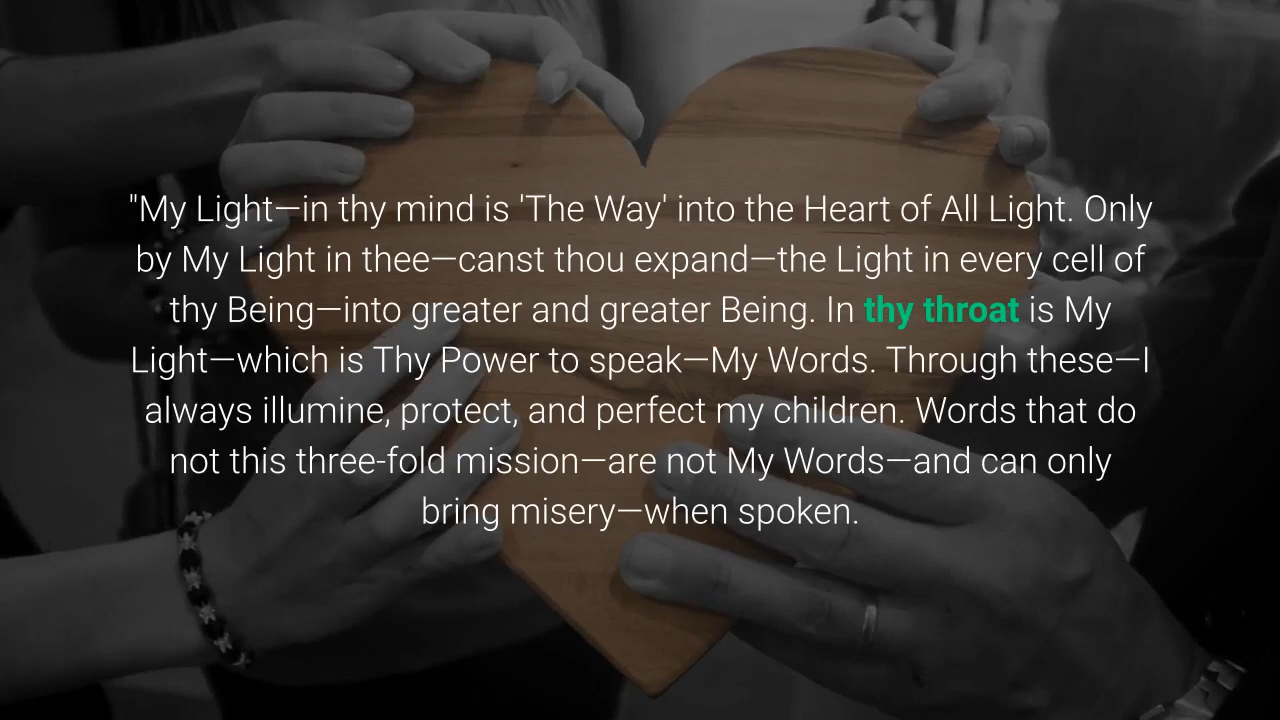 "My Light—in thy mind is 'The Way' into the Heart of All Light. Only
by My Light in thee—canst thou expand—the Light in every cell of
thy Being—into greater and greater Being. In thy throat is My
Light—which is Thy Power to speak—My Words. Through these—I
always illumine, protect, and perfect my children. Words that do
not this three-fold mission—are not My Words—and can only
bring misery—when spoken.